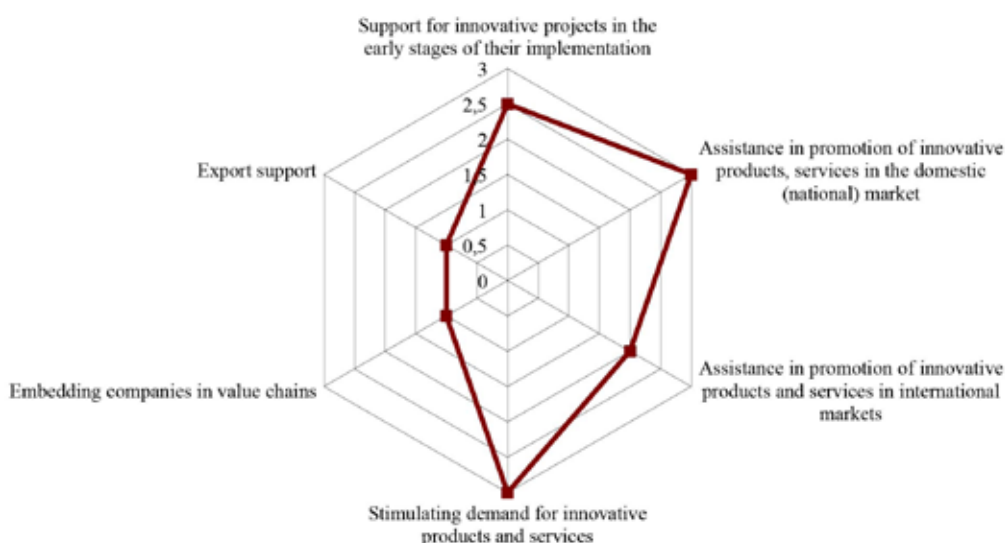 Support for innovative projects in the
early stages of their implementation
3
2,5
2
1,5
1
0,5
0
Assistance in promotion of innovative
products, services in the domestic
(national) market
Export support
Assistance in promotion of innovative
products and services in international
markets
Embedding companies in value chains
Stimulating demand for innovative
products and services